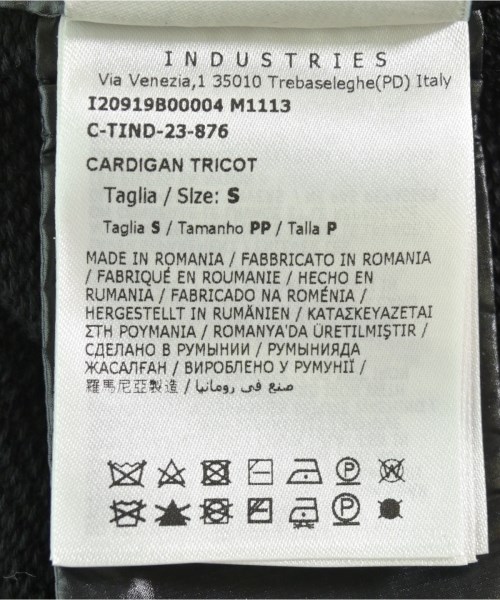 INDUSTRIES
Via Venezia,1 35010 Trebaseleghe(PD) Italy
I20919B00004 M1113
C-TIND-23-876
CARDIGAN TRICOT
Taglia / Size: S
Taglia S / Tamanho PP / Talla P
MADE IN ROMANIA / FABBRICATO IN ROMANIA
/ FABRIQUÉ EN ROUMANIE / HECHO EN
RUMANIA / FABRICADO NA ROMÉNIA /
HERGESTELLT IN RUMÄNIEN / ΚΑΤΑΣΚΕΥΑΖΕΤΑΙ
ΣΤΗ ΡΟΥΜΑΝΙΑ / ROMANYA'DA ÜRETILMIŞTIR /
СДЕЛАНО В РУМЫНИИ / РУМЫНИЯДА
ЖАСАЛҒАН / ВИРОБЛЕНО У РУМУНІЇ /
羅馬尼亞製造 / صنع في رومانيا
P W
P